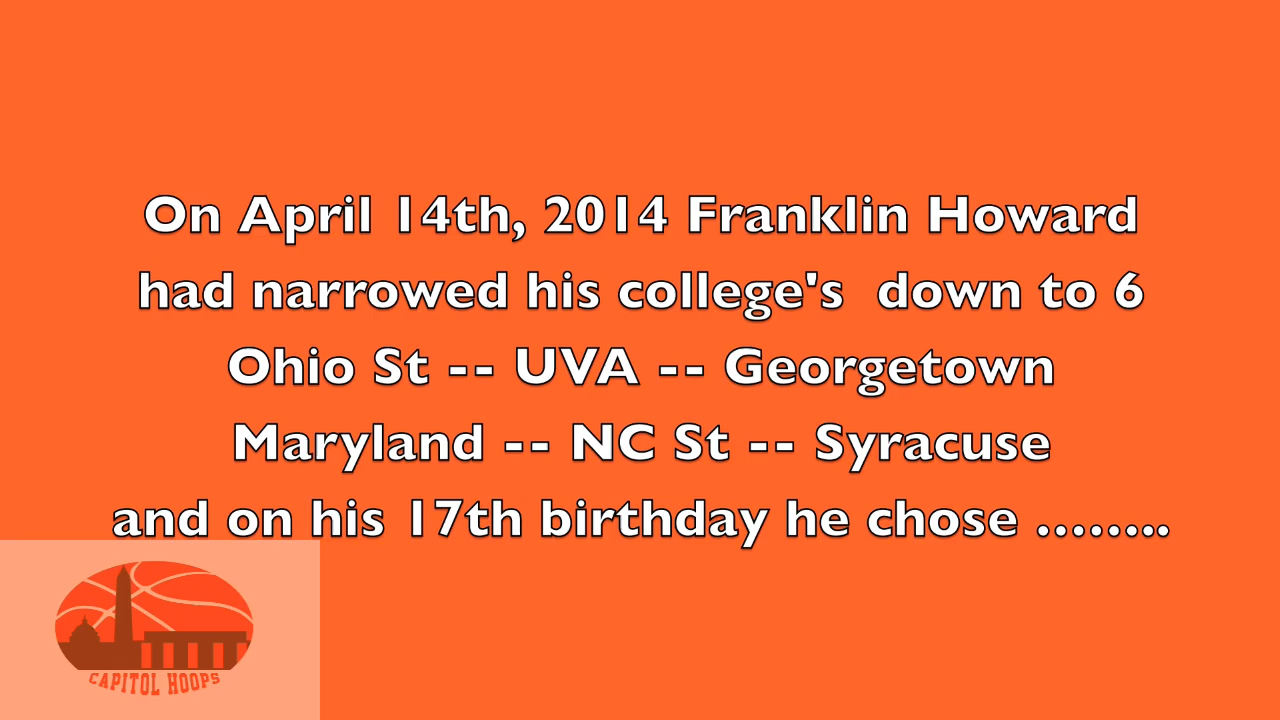 On April 14th, 2014 Franklin Howard
had narrowed his college's  down to 6
Ohio St -- UVA -- Georgetown
Maryland -- NC St -- Syracuse
and on his 17th birthday he chose ........
CAPITOL HOOPS